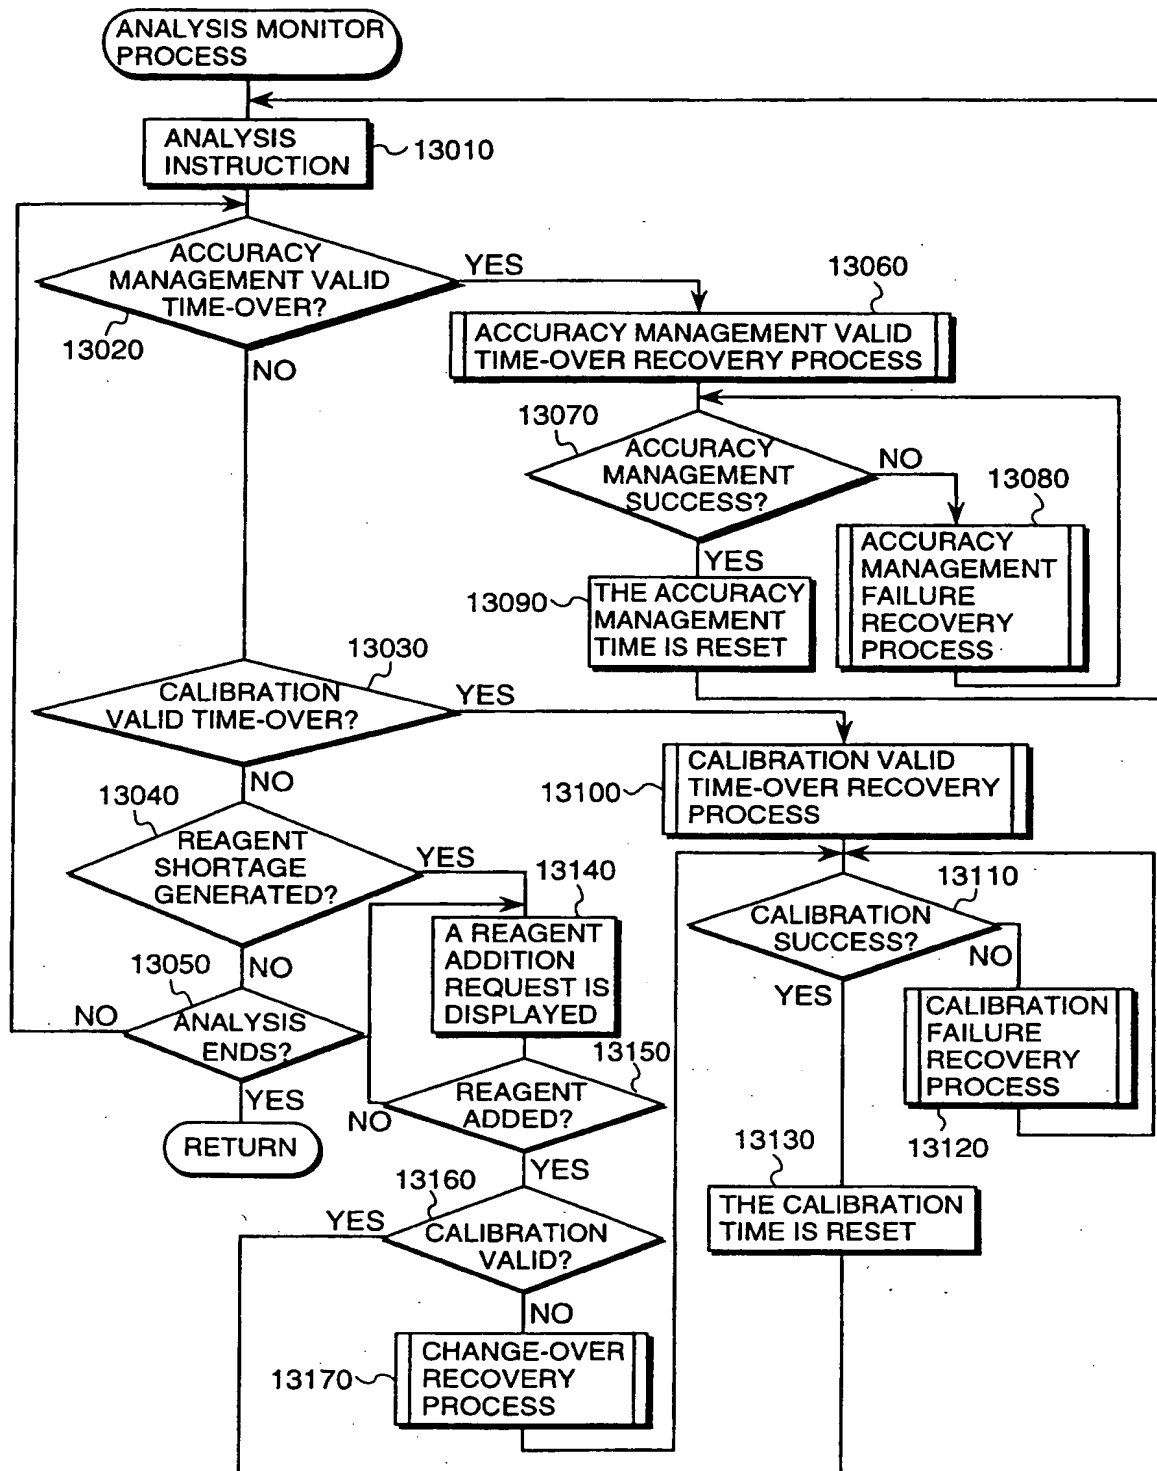 ANALYSIS MONITOR
PROCESS
ANALYSIS
INSTRUCTION
13010
ACCURACY
MANAGEMENT VALID
TIME-OVER?
YES
13020
NO
13060
ACCURACY MANAGEMENT VALID
TIME-OVER RECOVERY PROCESS
13070
ACCURACY
MANAGEMENT
SUCCESS?
NO
YES
13080
ACCURACY
MANAGEMENT
FAILURE
RECOVERY
PROCESS
13090
THE ACCURACY
MANAGEMENT
TIME IS RESET
13030
CALIBRATION
VALID TIME-OVER?
YES
NO
13100
CALIBRATION VALID
TIME-OVER RECOVERY
PROCESS
13040
REAGENT
SHORTAGE
GENERATED?
YES
NO
13140
A REAGENT
ADDITION
REQUEST IS
DISPLAYED
13110
CALIBRATION
SUCCESS?
NO
YES
13050
ANALYSIS
ENDS?
NO
YES
RETURN
CALIBRATION
FAILURE
RECOVERY
PROCESS
13120
13150
REAGENT
ADDED?
NO
YES
13130
THE CALIBRATION
TIME IS RESET
13160
CALIBRATION
VALID?
YES
NO
13170
CHANGE-OVER
RECOVERY
PROCESS